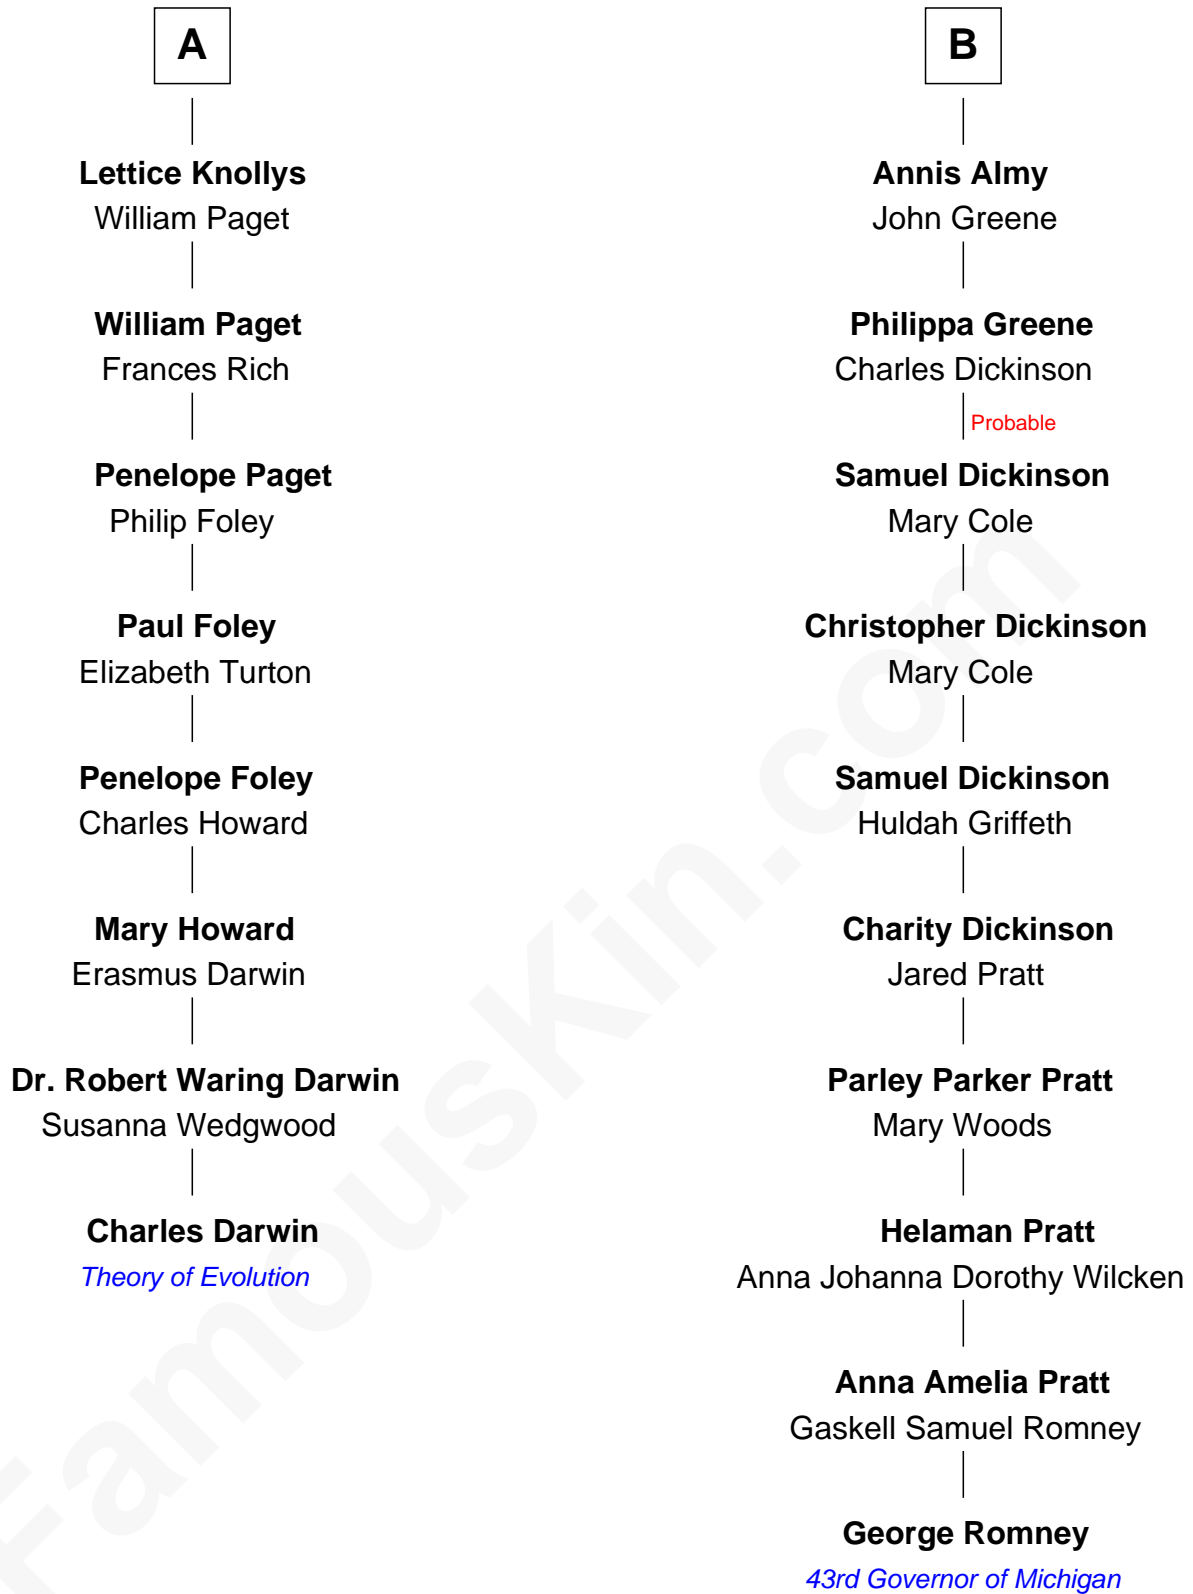 A
Lettice Knollys
William Paget
William Paget
Frances Rich
Penelope Paget
Philip Foley
Paul Foley
Elizabeth Turton
Penelope Foley
Charles Howard
Mary Howard
Erasmus Darwin
Dr. Robert Waring Darwin
Susanna Wedgwood
Charles Darwin
Theory of Evolution
B
Annis Almy
John Greene
Philippa Greene
Charles Dickinson
Probable
Samuel Dickinson
Mary Cole
Christopher Dickinson
Mary Cole
Samuel Dickinson
Huldah Griffeth
Charity Dickinson
Jared Pratt
Parley Parker Pratt
Mary Woods
Helaman Pratt
Anna Johanna Dorothy Wilcken
Anna Amelia Pratt
Gaskell Samuel Romney
George Romney
43rd Governor of Michigan
FamousKin.com